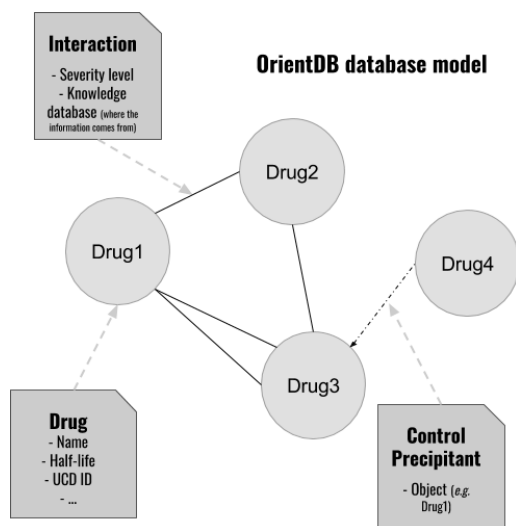 Interaction
- Severity level
- Knowledge
database (where the
information comes from)
OrientDB database model
Drug2
Drug1
Drug4
Drug3
Drug
- Name
- Half-life
- UCD ID
- ...
Control
Precipitant
- Object (e.g.
Drug1)